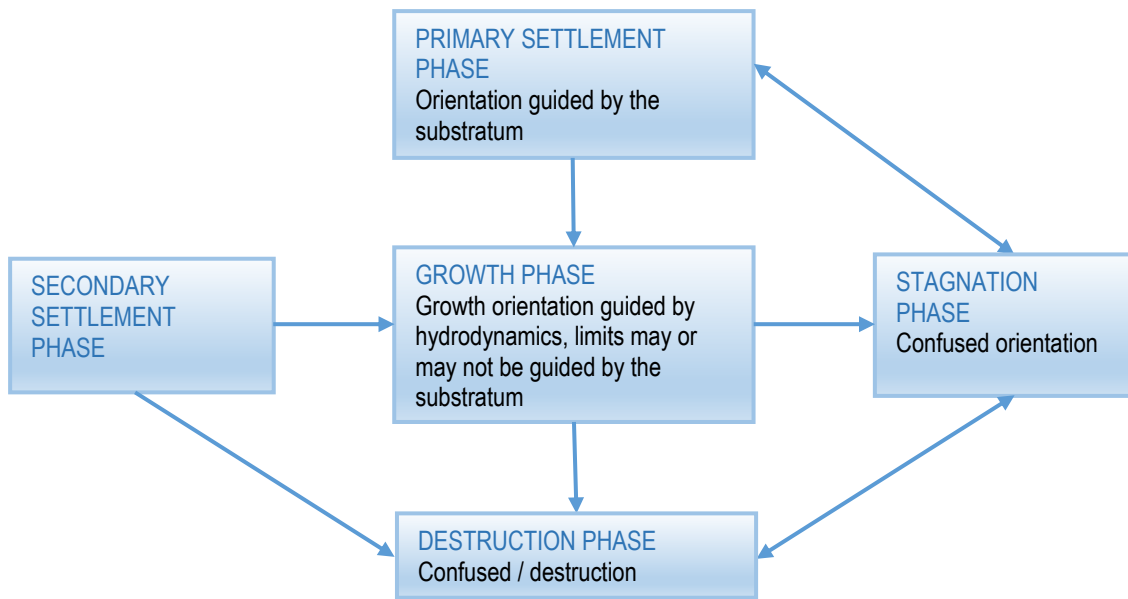 PRIMARY SETTLEMENT
PHASE
Orientation guided by the
substratum
SECONDARY
SETTLEMENT
PHASE
GROWTH PHASE
Growth orientation guided by
hydrodynamics, limits may or
may not be guided by the
substratum
STAGNATION
PHASE
Confused orientation
DESTRUCTION PHASE
Confused / destruction